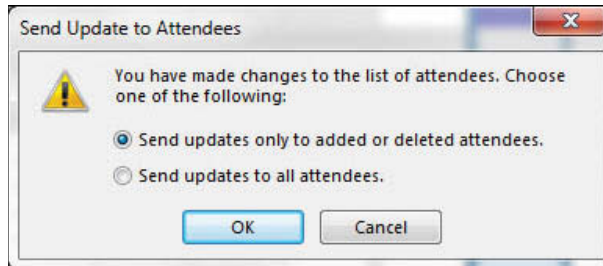 Send Update to Attendees
You have made changes to the list of attendees. Choose
one of the following:
Send updates only to added or deleted attendees.
Send updates to all attendees.
OK
Cancel